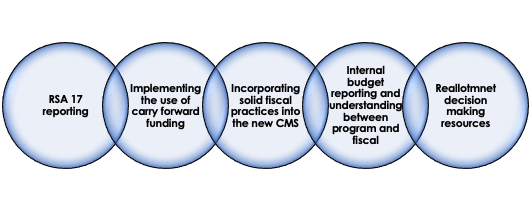 RSA 17
reporting
Implementing
the use of
carry forward
funding
Incorporating
solid fiscal
practices into
the new CMS
Internal
budget
reporting and
understanding
between
program and
fiscal
Reallotmnet
decision
making
resources